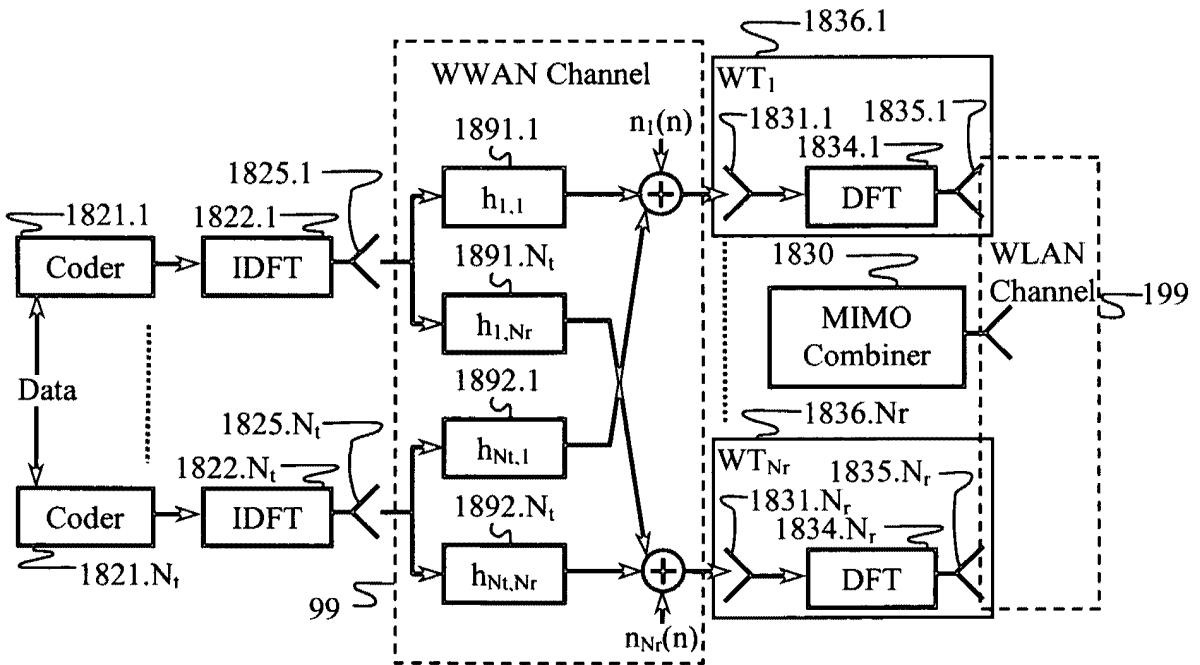 1836.1
WWAN Channel
WT1
1831.1
1835.1
1834.1
DFT
n1(n)
1891.1
h1,1
1825.1
1821.1
1822.1
Coder
IDFT
1891.Nt
h1,Nr
1830
MIMO
Combiner
WLAN
Channel
199
Data
1892.1
hNt,1
1836.Nr
1825.Nt
1822.Nt
WTNr
1835.Nr
1831.Nr
1834.Nr
Coder
IDFT
1892.Nt
hNt,Nr
DFT
1821.Nt
99
nNr(n)